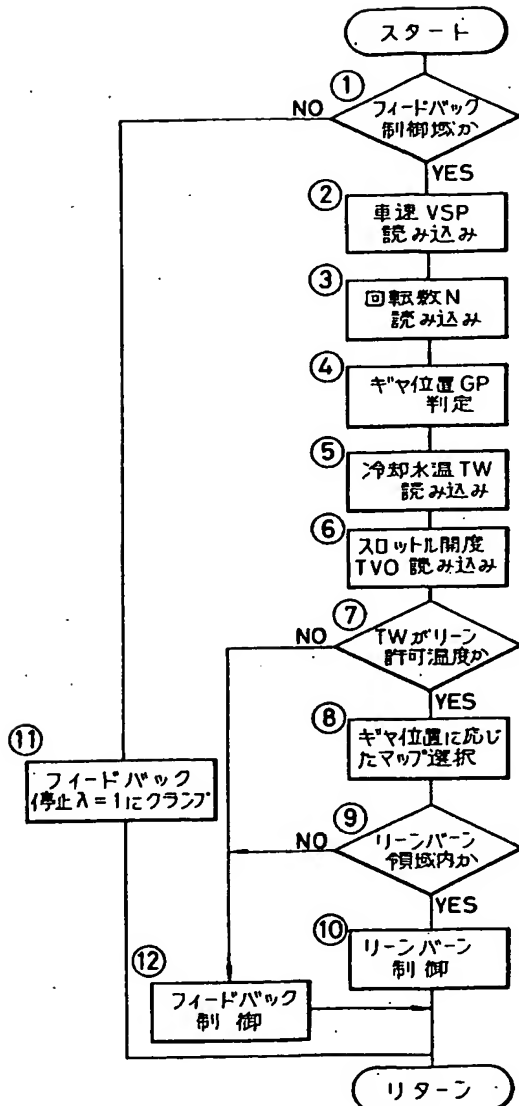 スタート
①
フィードバック
制御域か
NO
YES
②
車速 VSP
読み込み
③
回転数N
読み込み
④
ギヤ位置 GP
判定
⑤
冷却水温 TW
読み込み
⑥
スロットル開度
TVO 読み込み
⑦
TWがリーン
許可温度か
NO
YES
⑧
ギヤ位置に応じ
たマップ選択
⑨
リーンバーン
領域内か
NO
YES
⑩
リーンバーン
制御
⑪
フィードバック
停止λ=1にクランプ
⑫
フィードバック
制御
リターン